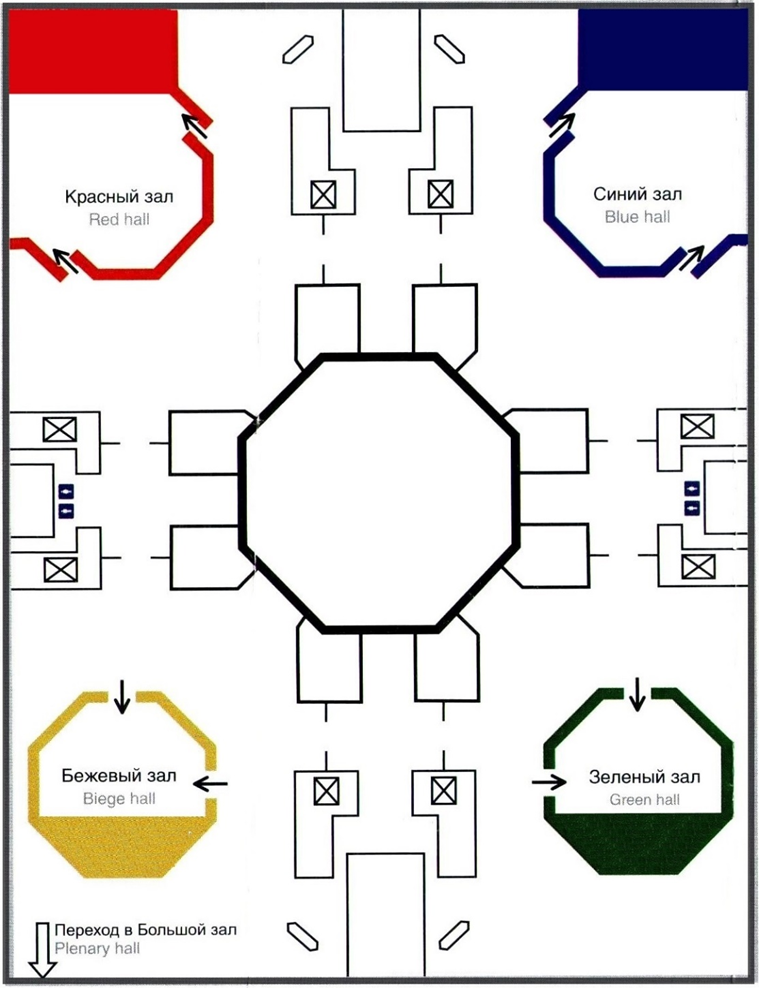 Красный зал
Red hall
Синий зал
Blue hall
Бежевый зал
Biege hall
Зеленый зал
Green hall
Переход в Большой зал
Plenary hall